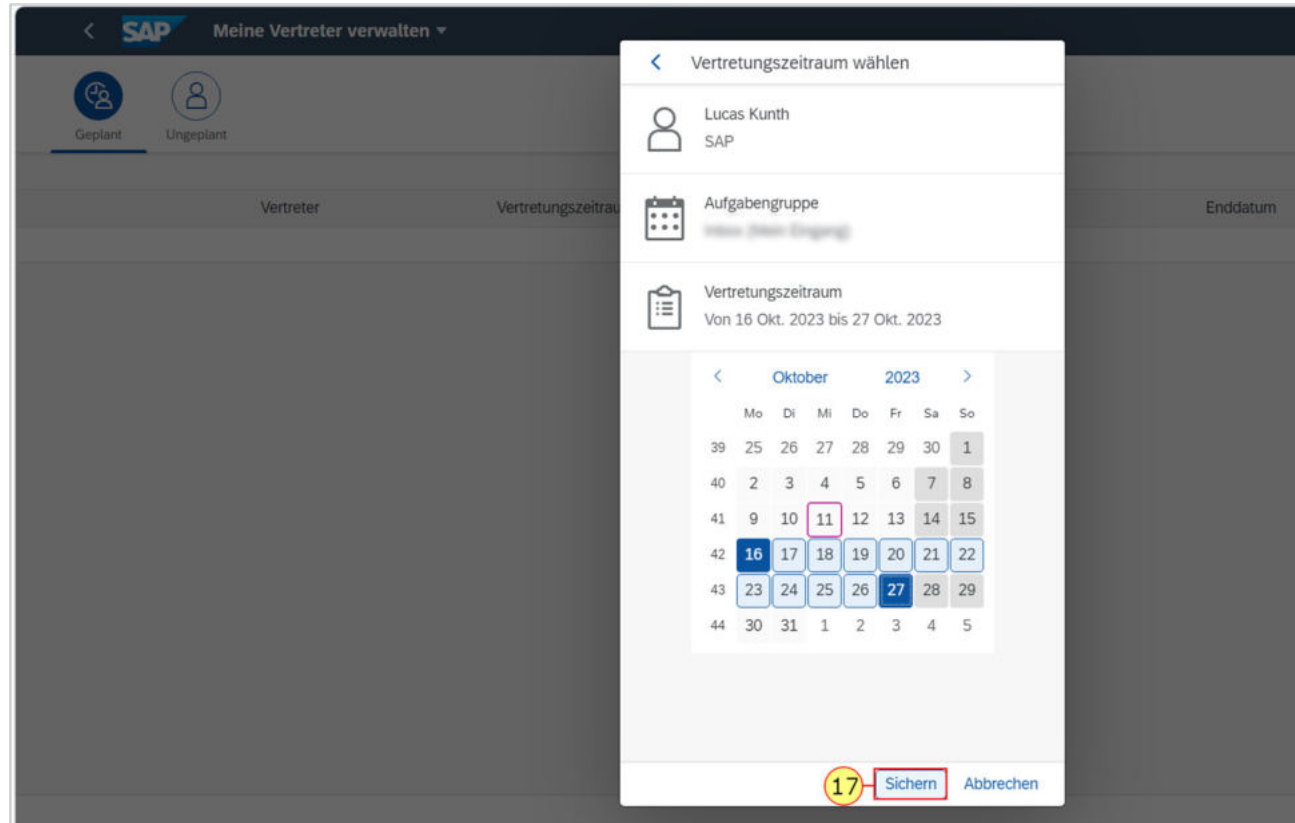 SAP Meine Vertreter verwalten
Geplant Ungeplant
Vertreter Vertretungszeitrau Enddatum
Vertretungszeitraum wählen
Lucas Kunth
SAP
Aufgabengruppe
Inbox (Mein Eingang)
Vertretungszeitraum
Von 16 Okt. 2023 bis 27 Okt. 2023
Oktober 2023
Mo Di Mi Do Fr Sa So
39 25 26 27 28 29 30 1
40 2 3 4 5 6 7 8
41 9 10 11 12 13 14 15
42 16 17 18 19 20 21 22
43 23 24 25 26 27 28 29
44 30 31 1 2 3 4 5
17 Sichern Abbrechen